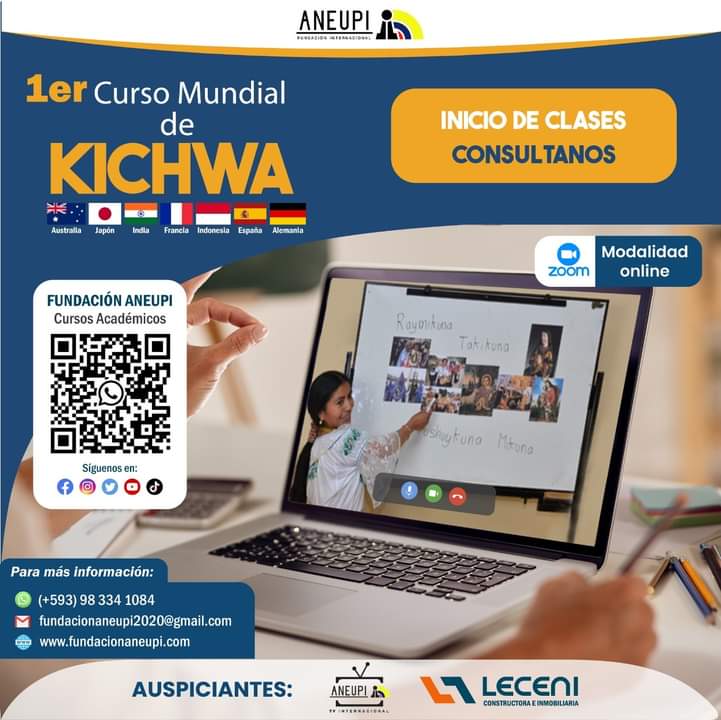 ANEUPI
FUNDACIÓN INTERNACIONAL
1er Curso Mundial
de
KICHWA
Australia Japón India Francia Indonesia España Alemania
INICIO DE CLASES
CONSULTANOS
zoom
Modalidad
online
FUNDACIÓN ANEUPI
Cursos Académicos
Síguenos en:
Raymikuna
Takikuna
Mikuna
Para más información:
(+593) 98 334 1084
fundacionaneupi2020@gmail.com
www.fundacionaneupi.com
AUSPICIANTES:
ANEUPI
TV INTERNACIONAL
LECENI
CONSTRUCTORA E INMOBILIARIA